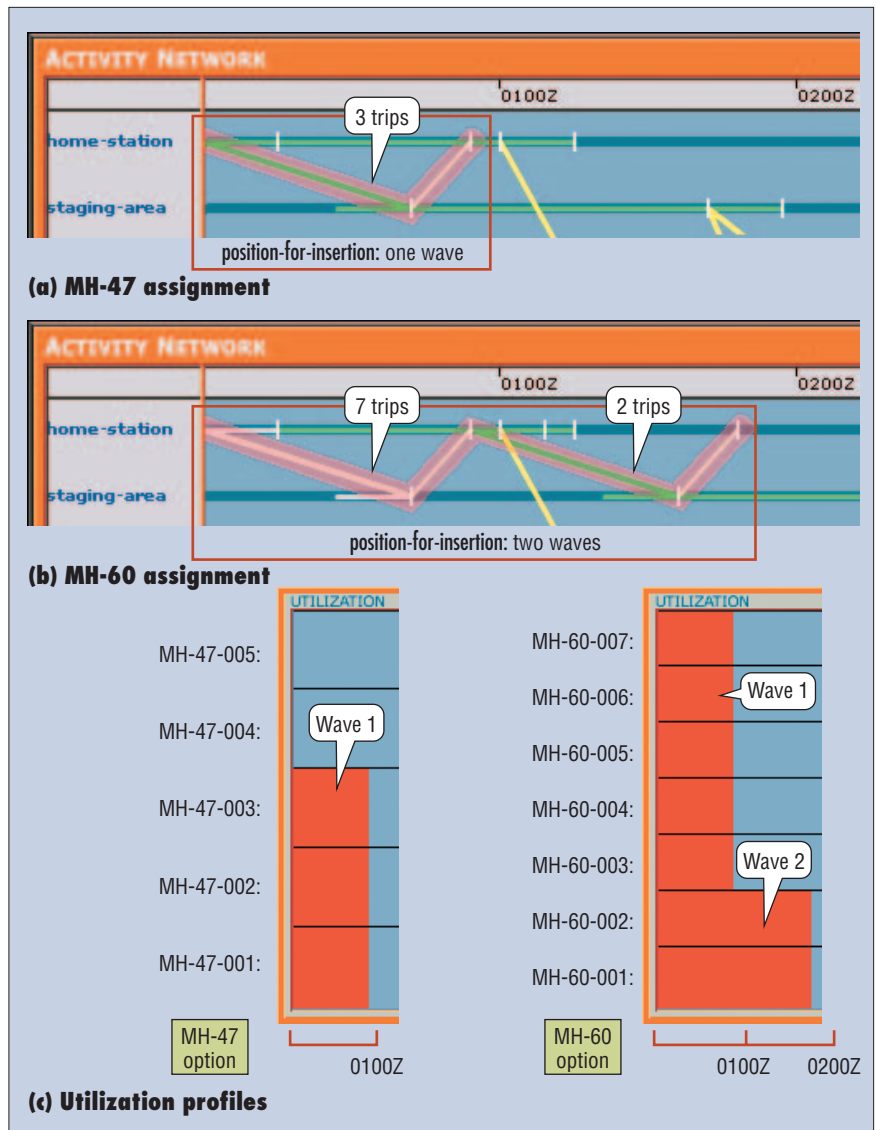 ACTIVITY NETWORK
0100Z 0200Z
3 trips
home-station
staging-area
position-for-insertion: one wave
(a) MH-47 assignment
ACTIVITY NETWORK
0100Z 0200Z
7 trips 2 trips
home-station
staging-area
position-for-insertion: two waves
(b) MH-60 assignment
UTILIZATION
MH-47-005:
MH-47-004:
Wave 1
MH-47-003:
MH-47-002:
MH-47-001:
MH-47
option
0100Z
UTILIZATION
MH-60-007:
MH-60-006:
Wave 1
MH-60-005:
MH-60-004:
MH-60-003:
Wave 2
MH-60-002:
MH-60-001:
MH-60
option
0100Z 0200Z
(c) Utilization profiles